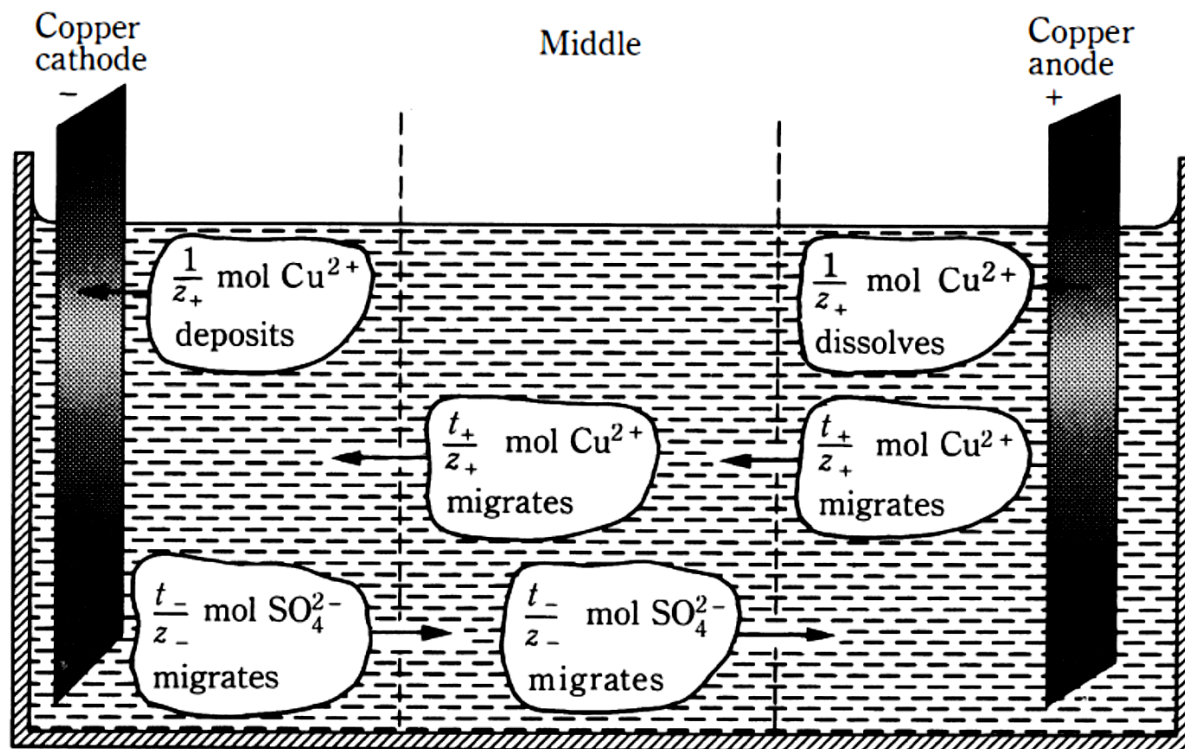 Copper
cathode
−
Middle
Copper
anode
+
1/z₊ mol Cu²⁺
deposits
1/z₊ mol Cu²⁺
dissolves
t₊/z₊ mol Cu²⁺
migrates
t₊/z₊ mol Cu²⁺
migrates
t₋/z₋ mol SO₄²⁻
migrates
t₋/z₋ mol SO₄²⁻
migrates